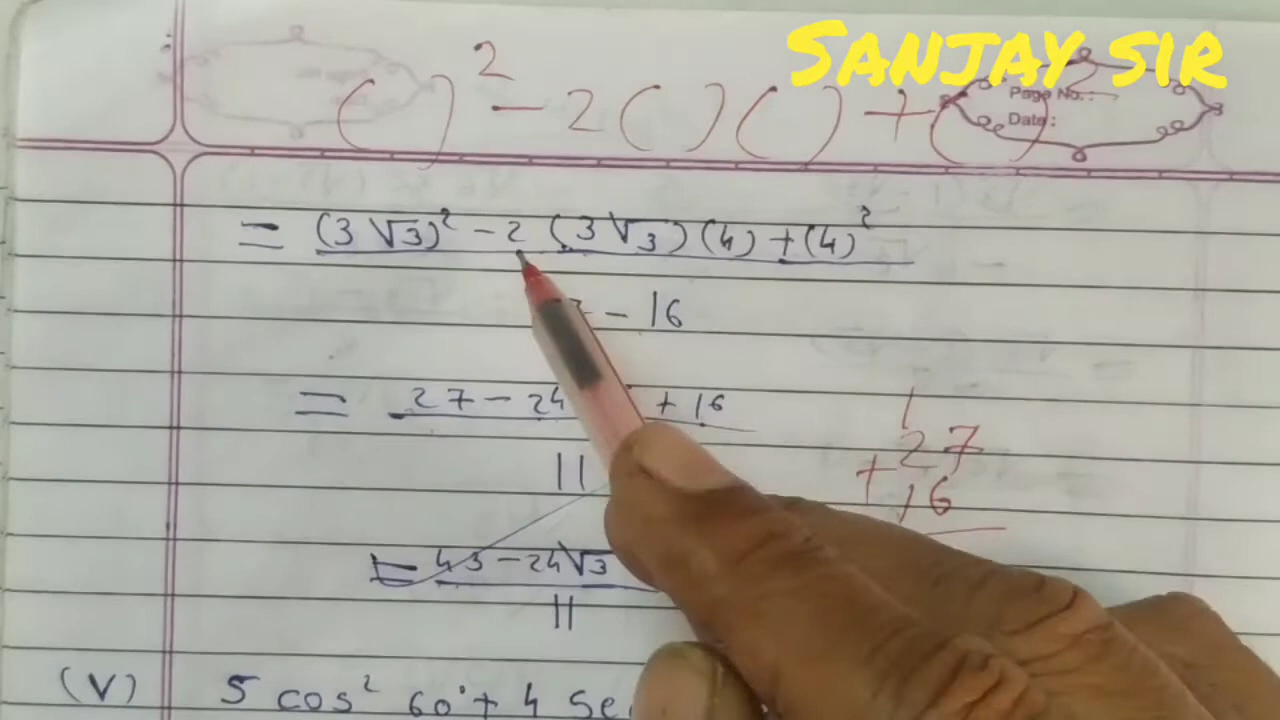 SANJAY SIR
( )² - 2 ( ) ( ) + ( )
Page No. :
Date :
= (3√3)² - 2 (3√3) (4) + (4)²
- 16
= 27 - 24 + 16
11
1
27
+ 16
= 43 - 24√3
11
(V) 5 cos² 60° + 4 Se